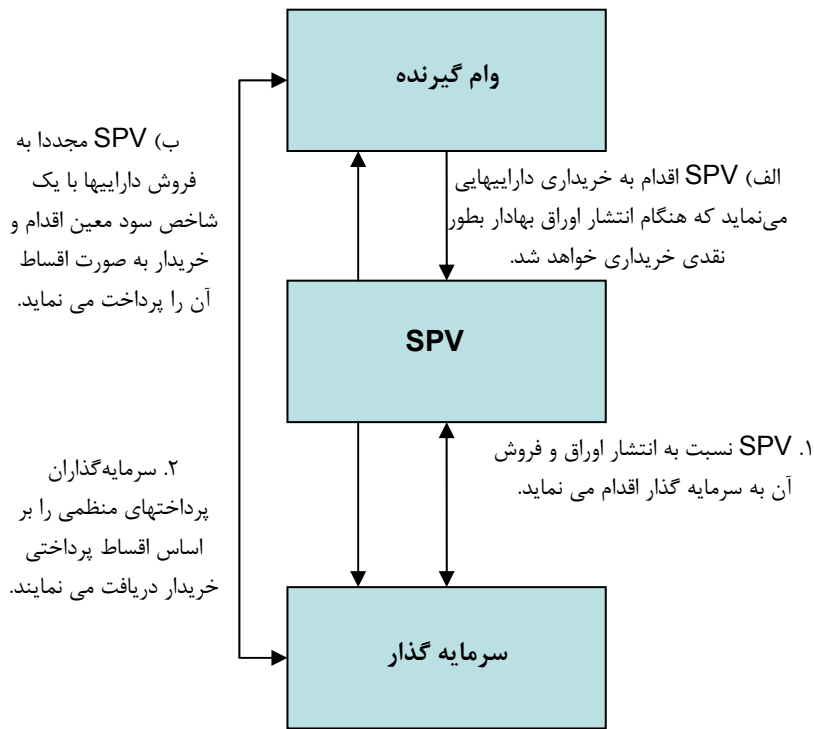 وام گیرنده
ب) SPV مجددا به
فروش داراییها با یک
شاخص سود معین اقدام و
خریدار به صورت اقساط
آن را پرداخت می نماید.
الف) SPV اقدام به خریداری داراییهایی
می‌نماید که هنگام انتشار اوراق بهادار بطور
نقدی خریداری خواهد شد.
SPV
۱. SPV نسبت به انتشار اوراق و فروش
آن به سرمایه گذار اقدام می نماید.
۲. سرمایه‌گذاران
پرداختهای منظمی را بر
اساس اقساط پرداختی
خریدار دریافت می نمایند.
سرمایه گذار